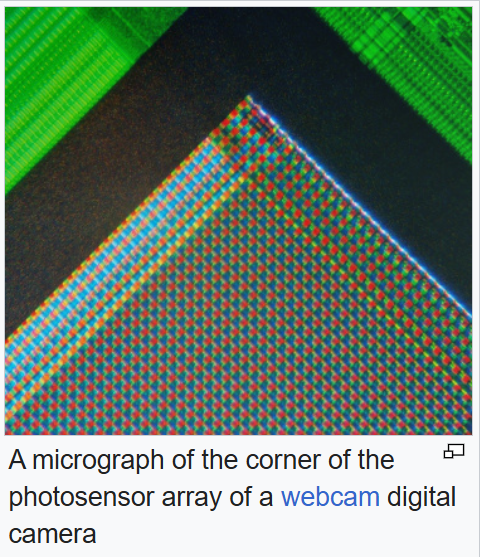 A micrograph of the corner of the
photosensor array of a webcam digital
camera